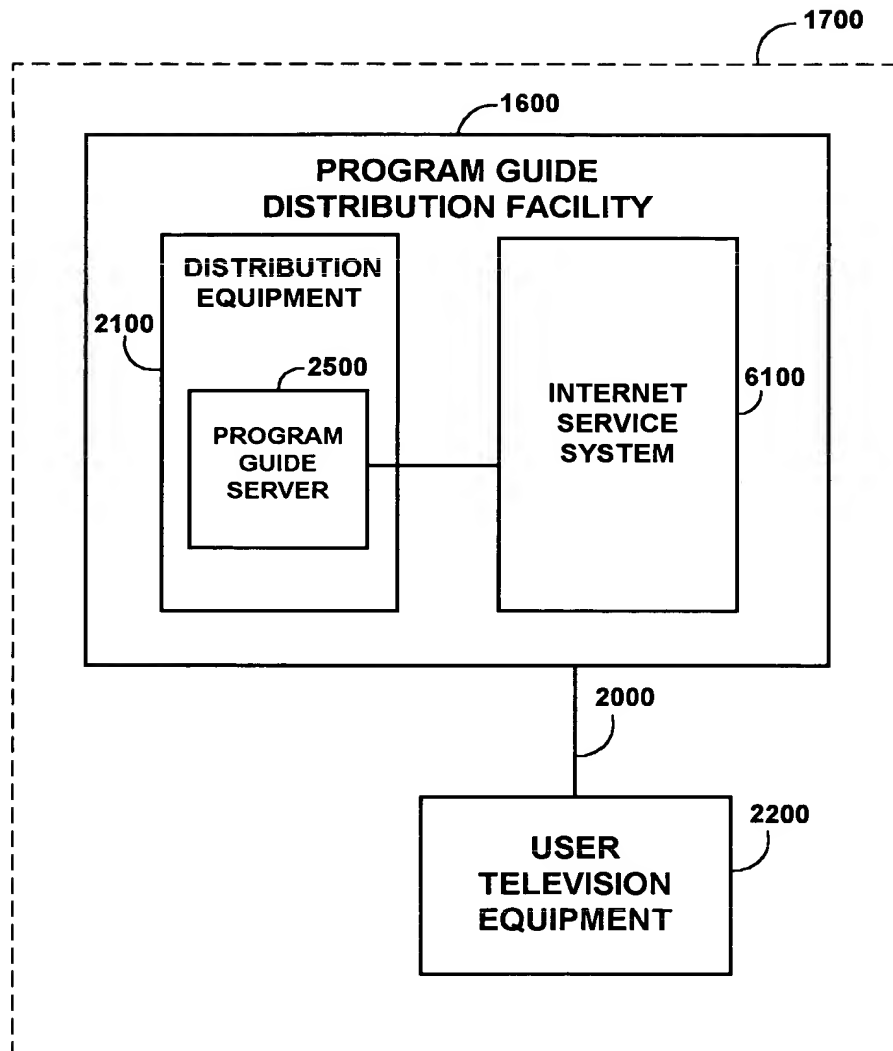 1700
1600
PROGRAM GUIDE
DISTRIBUTION FACILITY
DISTRIBUTION
EQUIPMENT
2100
2500
PROGRAM
GUIDE
SERVER
INTERNET
SERVICE
SYSTEM
6100
2000
2200
USER
TELEVISION
EQUIPMENT